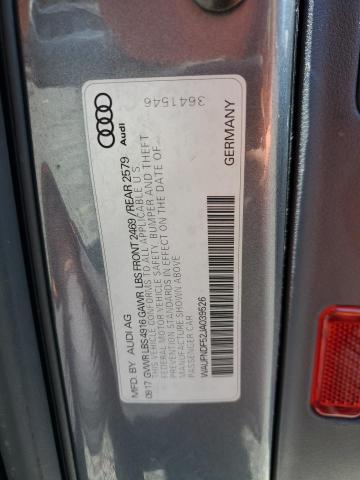 Audi
3641546
MFD. BY AUDI AG
09.17 GVWR LBS 4916 GAWR LBS FRONT 2469/REAR 2579
THIS VEHICLE CONFORMS TO ALL APPLICABLE U.S.
FEDERAL MOTOR VEHICLE SAFETY, BUMPER AND THEFT
PREVENTION STANDARDS IN EFFECT ON THE DATE OF
MANUFACTURE SHOWN ABOVE
PASSENGER CAR
WAUPNDF52JA039526
GERMANY